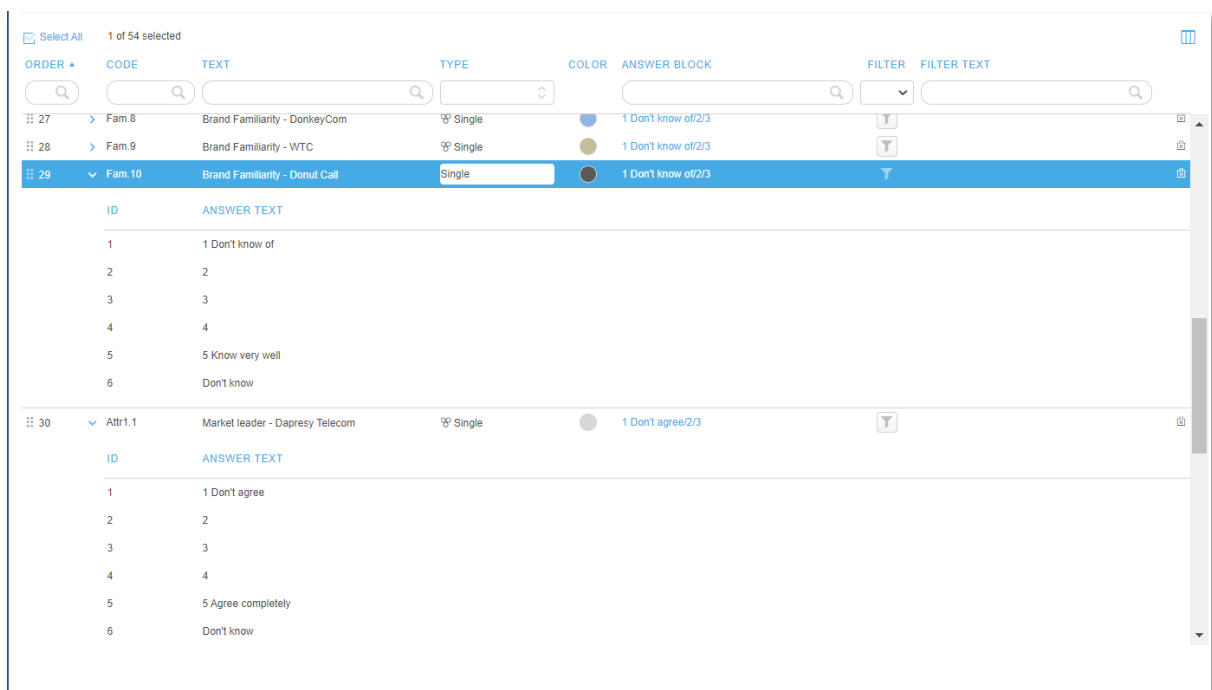 Select All 1 of 54 selected
ORDER CODE TEXT TYPE COLOR ANSWER BLOCK FILTER FILTER TEXT
27 Fam.8 Brand Familiarity - DonkeyCom Single 1 Don't know of/2/3
28 Fam.9 Brand Familiarity - WTC Single 1 Don't know of/2/3
29 Fam.10 Brand Familiarity - Donut Call Single 1 Don't know of/2/3
ID ANSWER TEXT
1 1 Don't know of
2 2
3 3
4 4
5 5 Know very well
6 Don't know
30 Attr1.1 Market leader - Dapresy Telecom Single 1 Don't agree/2/3
ID ANSWER TEXT
1 1 Don't agree
2 2
3 3
4 4
5 5 Agree completely
6 Don't know